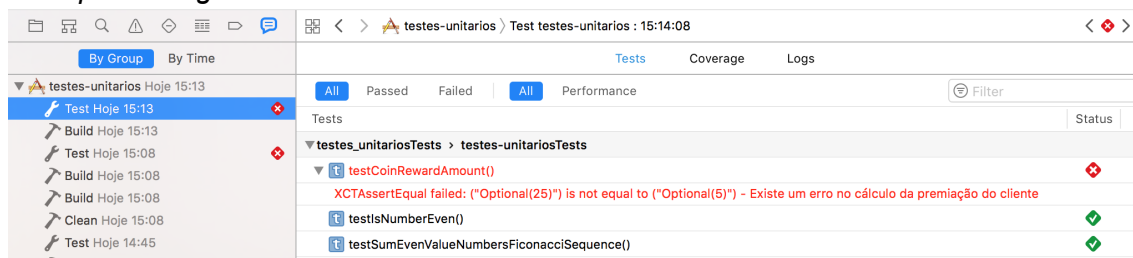 By Group By Time
testes-unitarios Hoje 15:13
Test Hoje 15:13
Build Hoje 15:13
Test Hoje 15:08
Build Hoje 15:08
Build Hoje 15:08
Clean Hoje 15:08
Test Hoje 14:45
testes-unitarios Test testes-unitarios : 15:14:08
Tests Coverage Logs
All Passed Failed All Performance Filter
Tests Status
testes_unitariosTests > testes-unitariosTests
t testCoinRewardAmount()
XCTAssertEqual failed: ("Optional(25)") is not equal to ("Optional(5)") - Existe um erro no cálculo da premiação do cliente
t testIsNumberEven()
t testSumEvenValueNumbersFiconacciSequence()